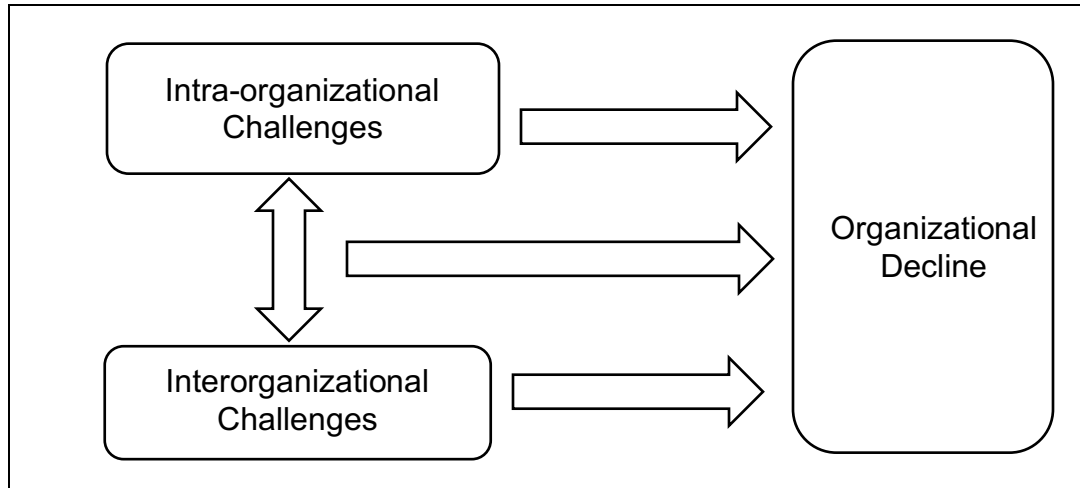 Intra-organizational
Challenges
Organizational
Decline
Interorganizational
Challenges